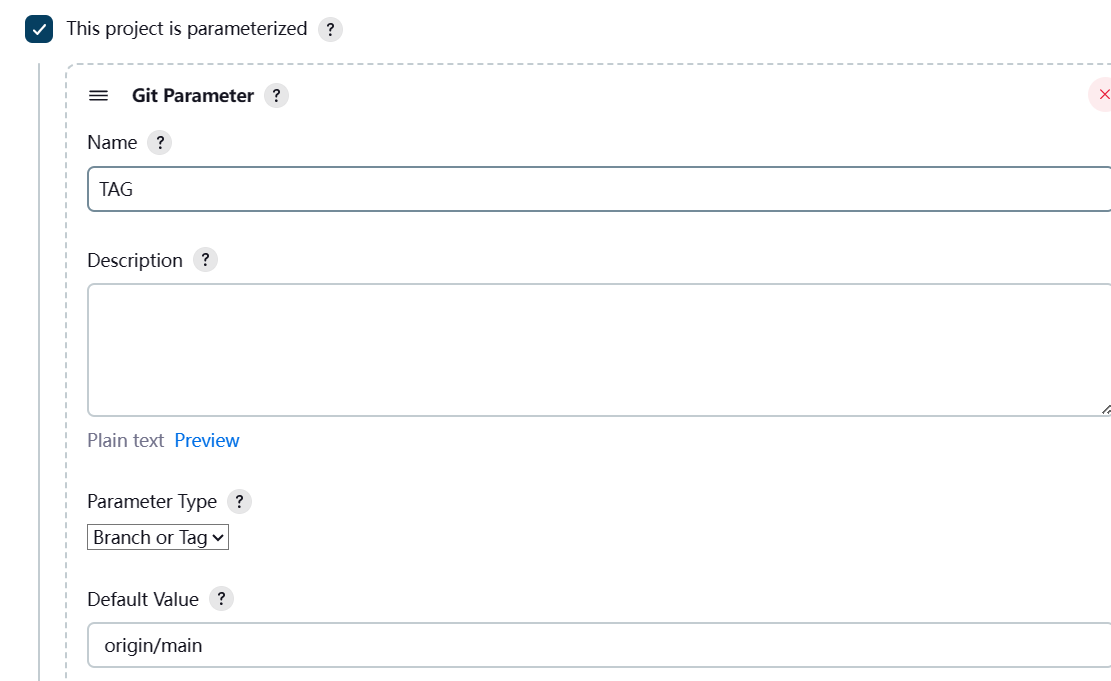 This project is parameterized ?
Git Parameter ?
Name ?
TAG
Description ?
Plain text Preview
Parameter Type ?
Branch or Tag
Default Value ?
origin/main